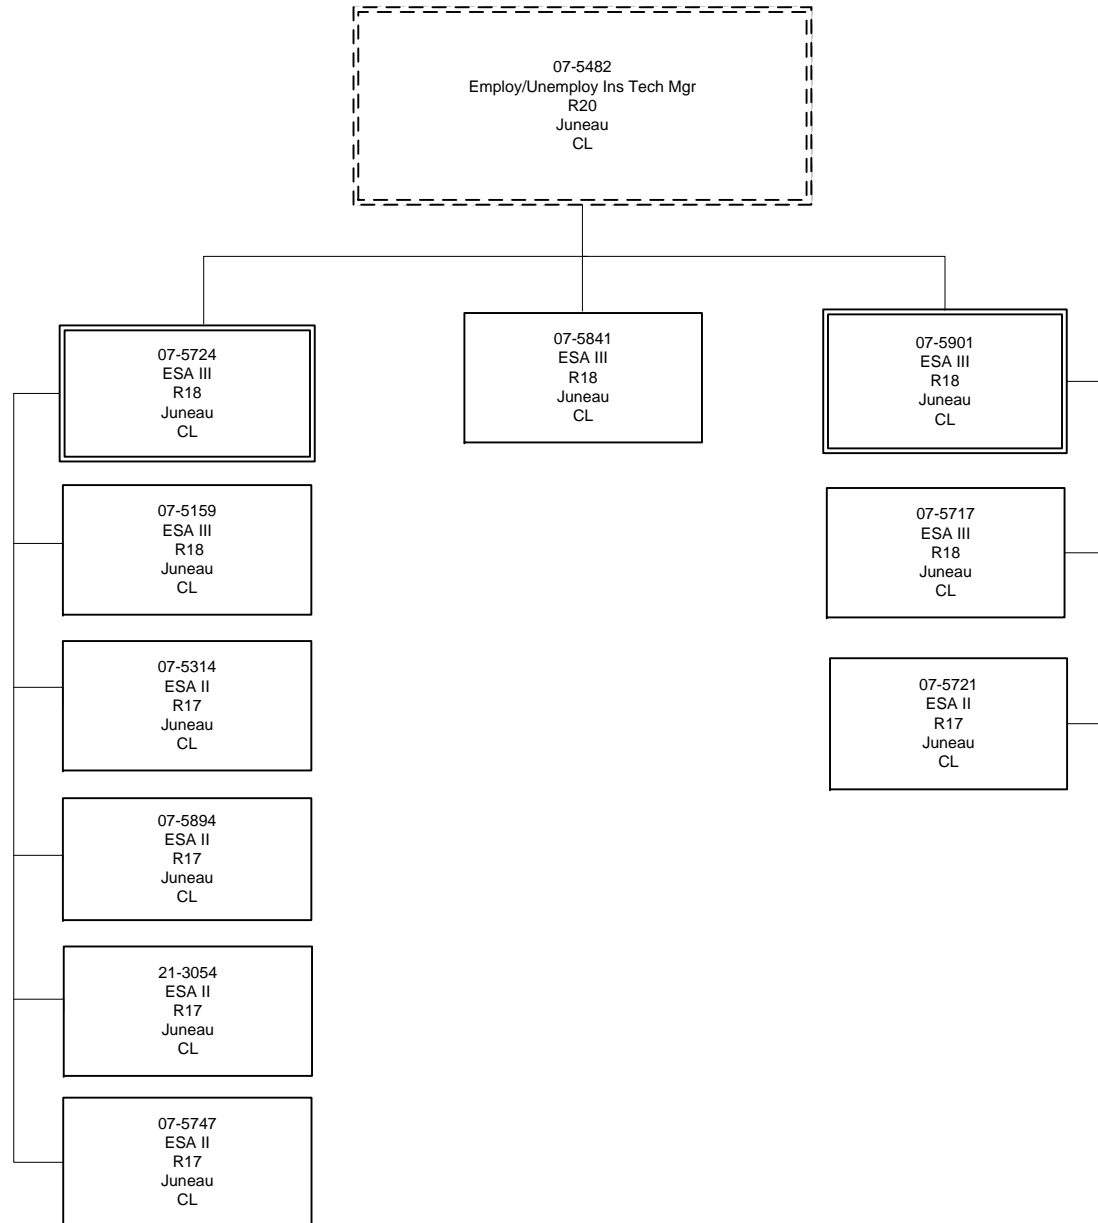 07-5482
Employ/Unemploy Ins Tech Mgr
R20
Juneau
CL
07-5724
ESA III
R18
Juneau
CL
07-5841
ESA III
R18
Juneau
CL
07-5901
ESA III
R18
Juneau
CL
07-5159
ESA III
R18
Juneau
CL
07-5717
ESA III
R18
Juneau
CL
07-5314
ESA II
R17
Juneau
CL
07-5721
ESA II
R17
Juneau
CL
07-5894
ESA II
R17
Juneau
CL
21-3054
ESA II
R17
Juneau
CL
07-5747
ESA II
R17
Juneau
CL